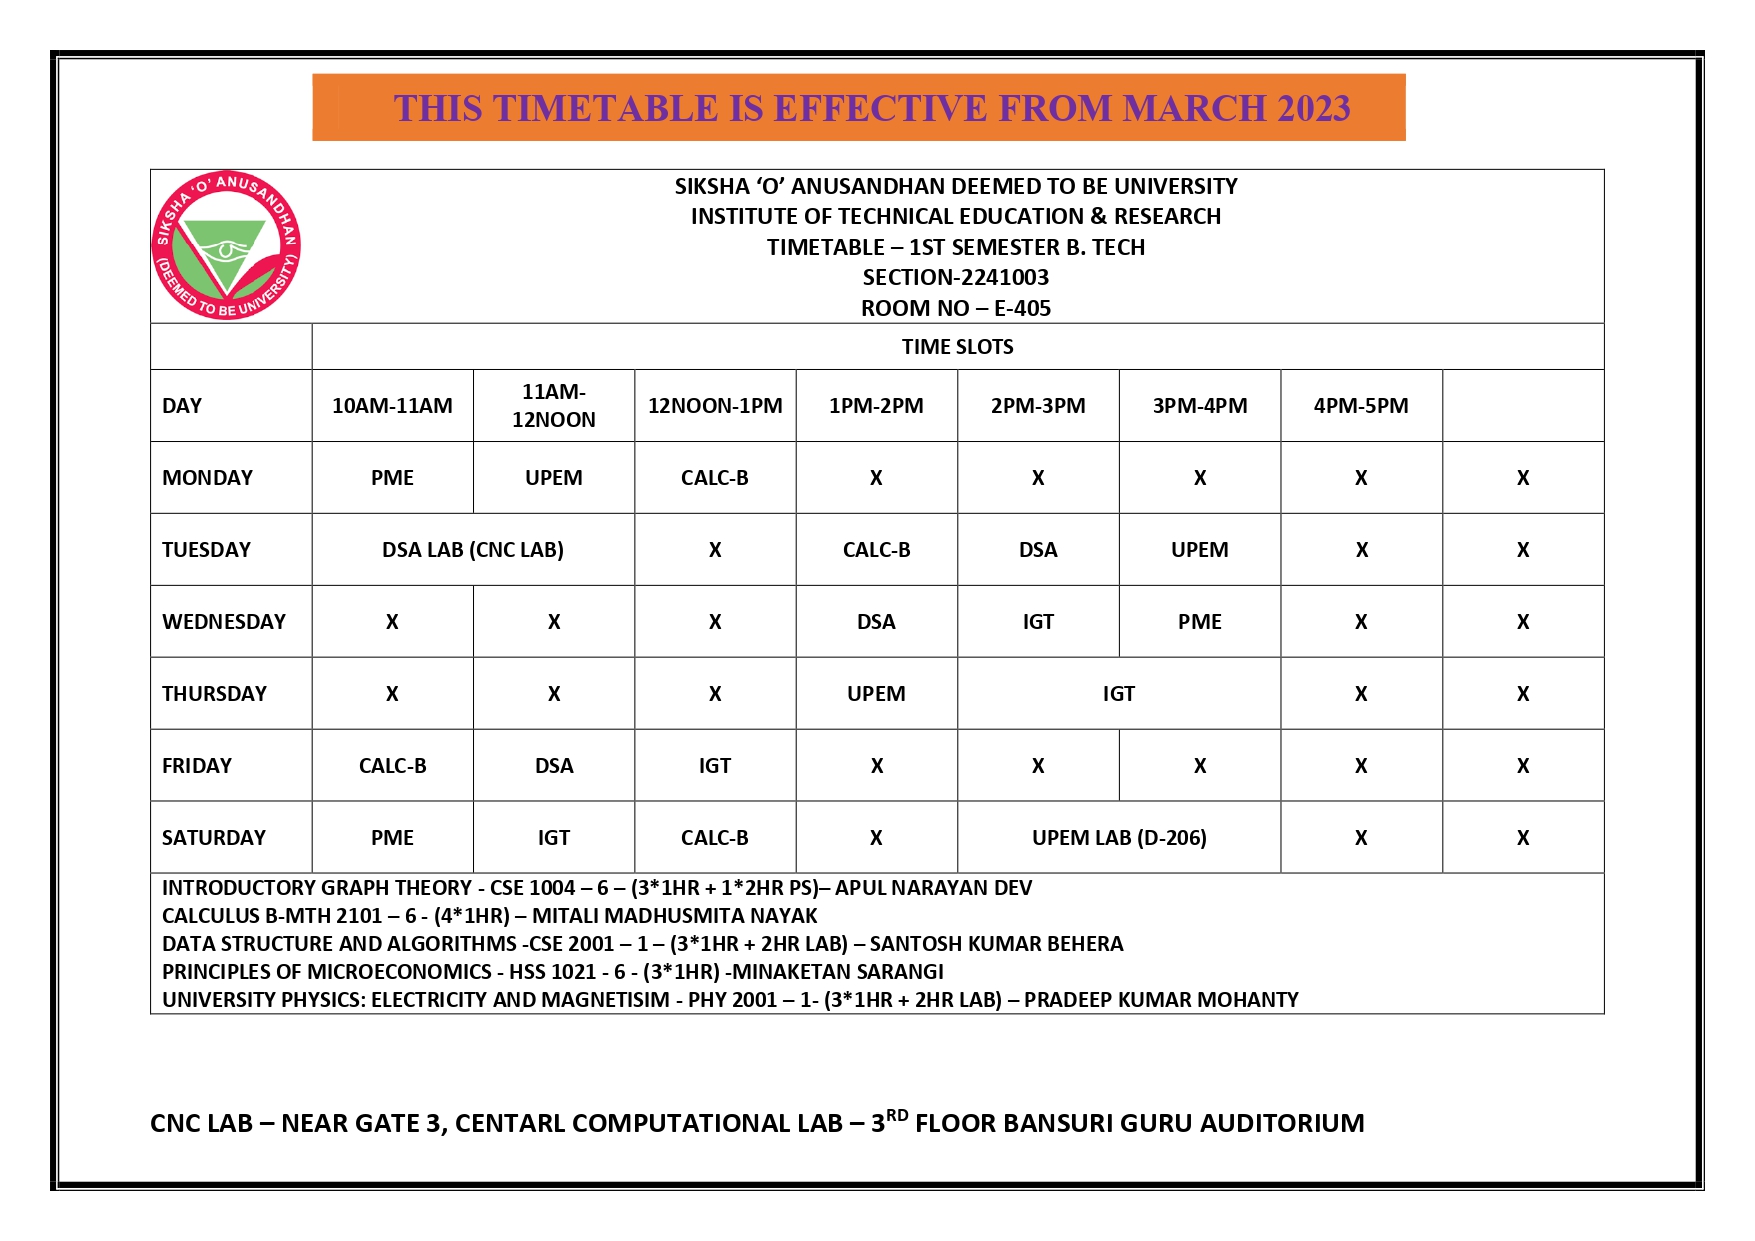 THIS TIMETABLE IS EFFECTIVE FROM MARCH 2023
SIKSHA 'O' ANUSANDHAN
(DEEMED TO BE UNIVERSITY)
SIKSHA ‘O’ ANUSANDHAN DEEMED TO BE UNIVERSITY
INSTITUTE OF TECHNICAL EDUCATION & RESEARCH
TIMETABLE – 1ST SEMESTER B. TECH
SECTION-2241003
ROOM NO – E-405
TIME SLOTS
DAY 10AM-11AM 11AM-12NOON 12NOON-1PM 1PM-2PM 2PM-3PM 3PM-4PM 4PM-5PM
MONDAY PME UPEM CALC-B X X X X X
TUESDAY DSA LAB (CNC LAB) X CALC-B DSA UPEM X X
WEDNESDAY X X X DSA IGT PME X X
THURSDAY X X X UPEM IGT X X
FRIDAY CALC-B DSA IGT X X X X X
SATURDAY PME IGT CALC-B X UPEM LAB (D-206) X X
INTRODUCTORY GRAPH THEORY - CSE 1004 – 6 – (3*1HR + 1*2HR PS)– APUL NARAYAN DEV
CALCULUS B-MTH 2101 – 6 - (4*1HR) – MITALI MADHUSMITA NAYAK
DATA STRUCTURE AND ALGORITHMS -CSE 2001 – 1 – (3*1HR + 2HR LAB) – SANTOSH KUMAR BEHERA
PRINCIPLES OF MICROECONOMICS - HSS 1021 - 6 - (3*1HR) -MINAKETAN SARANGI
UNIVERSITY PHYSICS: ELECTRICITY AND MAGNETISIM - PHY 2001 – 1- (3*1HR + 2HR LAB) – PRADEEP KUMAR MOHANTY
CNC LAB – NEAR GATE 3, CENTARL COMPUTATIONAL LAB – 3RD FLOOR BANSURI GURU AUDITORIUM